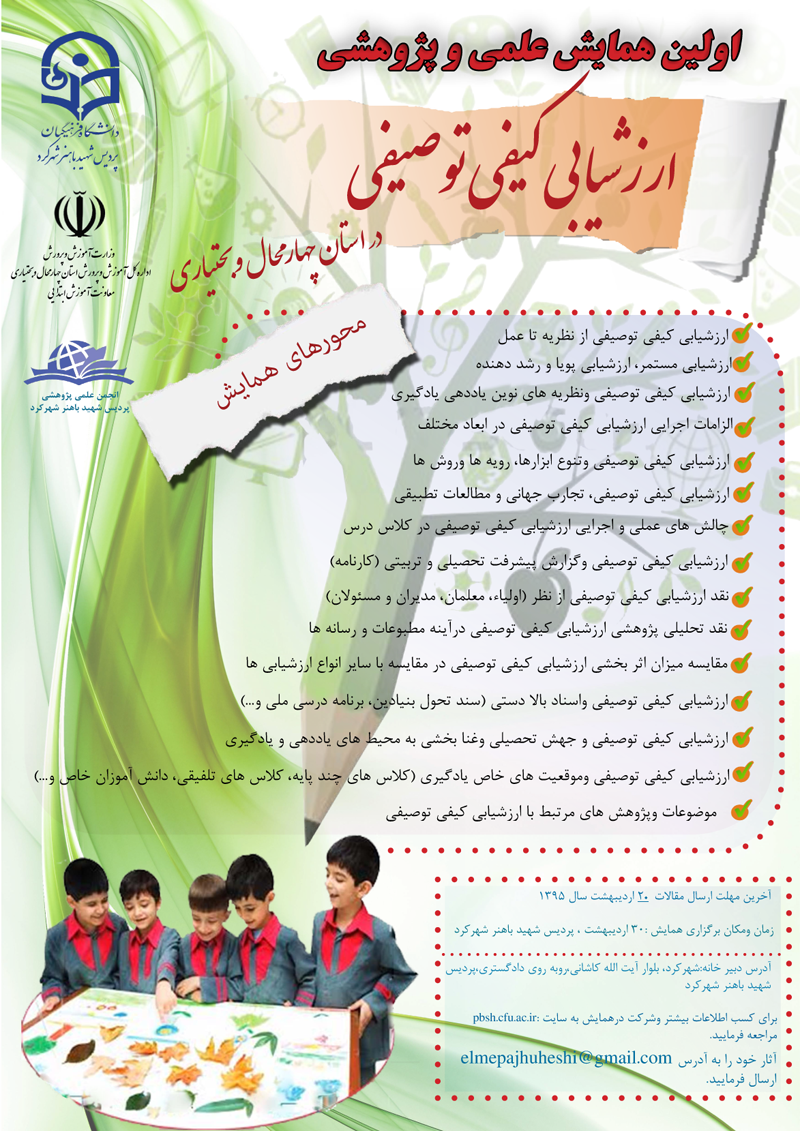 اولین همایش علمی و پژوهشی
ارزشیابی کیفی توصیفی
در استان چهارمحال و بختیاری
دانشگاه فرهنگیان
پردیس شهید باهنر شهرکرد
وزارت آموزش و پرورش
اداره کل آموزش و پرورش استان چهارمحال و بختیاری
معاونت آموزش ابتدایی
انجمن علمی پژوهشی
پردیس شهید باهنر شهرکرد
محورهای همایش
ارزشیابی کیفی توصیفی از نظریه تا عمل
ارزشیابی مستمر، ارزشیابی پویا و رشد دهنده
ارزشیابی کیفی توصیفی ونظریه های نوین یاددهی یادگیری
الزامات اجرایی ارزشیابی کیفی توصیفی در ابعاد مختلف
ارزشیابی کیفی توصیفی وتنوع ابزارها، رویه ها وروش ها
ارزشیابی کیفی توصیفی، تجارب جهانی و مطالعات تطبیقی
چالش های عملی و اجرایی ارزشیابی کیفی توصیفی در کلاس درس
ارزشیابی کیفی توصیفی وگزارش پیشرفت تحصیلی و تربیتی (کارنامه)
نقد ارزشیابی کیفی توصیفی از نظر (اولیاء، معلمان، مدیران و مسئولان)
نقد تحلیلی پژوهشی ارزشیابی کیفی توصیفی درآینه مطبوعات و رسانه ها
مقایسه میزان اثر بخشی ارزشیابی کیفی توصیفی در مقایسه با سایر انواع ارزشیابی ها
ارزشیابی کیفی توصیفی واسناد بالا دستی (سند تحول بنیادین، برنامه درسی ملی و...)
ارزشیابی کیفی توصیفی و جهش تحصیلی وغنا بخشی به محیط های یاددهی و یادگیری
ارزشیابی کیفی توصیفی وموقعیت های خاص یادگیری (کلاس های چند پایه، کلاس های تلفیقی، دانش آموزان خاص و...)
موضوعات وپژوهش های مرتبط با ارزشیابی کیفی توصیفی
آخرین مهلت ارسال مقالات ۲۰ اردیبهشت سال ۱۳۹۵
زمان ومکان برگزاری همایش :۳۰ اردیبهشت ، پردیس شهید باهنر شهرکرد
آدرس دبیر خانه:شهرکرد، بلوار آیت الله کاشانی،روبه روی دادگستری،پردیس
شهید باهنر شهرکرد
برای کسب اطلاعات بیشتر وشرکت درهمایش به سایت :pbsh.cfu.ac.ir
مراجعه فرمایید.
آثار خود را به آدرس elmepajhuheshi@gmail.com
ارسال فرمایید.